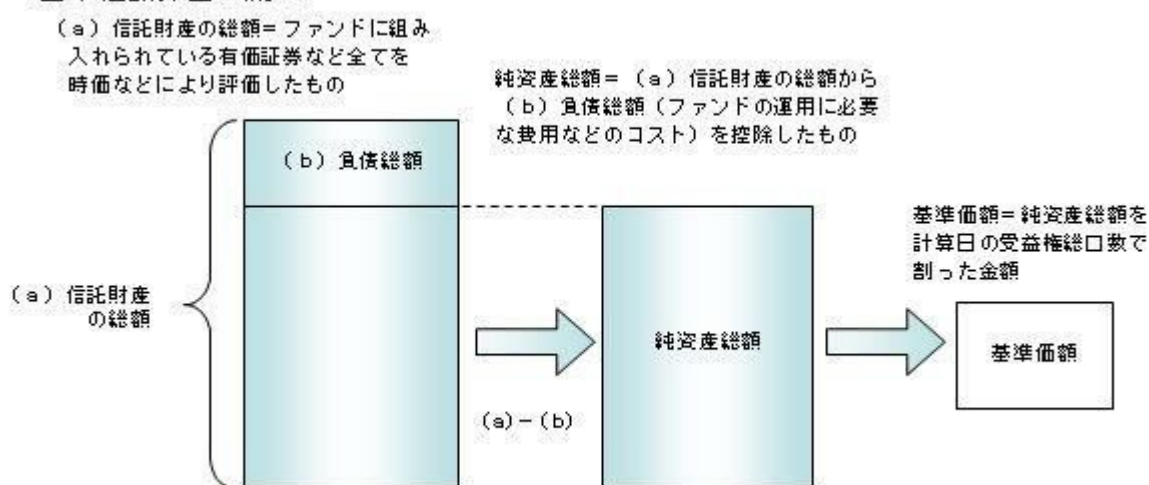 (a)信託財産の総額=ファンドに組み
入れられている有価証券など全てを
時価などにより評価したもの
純資産総額=(a)信託財産の総額から
(b)負債総額(ファンドの運用に必要
な費用などのコスト)を控除したもの
(b)負債総額
基準価額=純資産総額を
計算日の受益権総口数で
割った金額
(a)信託財産
の総額
純資産総額
基準価額
(a)-(b)